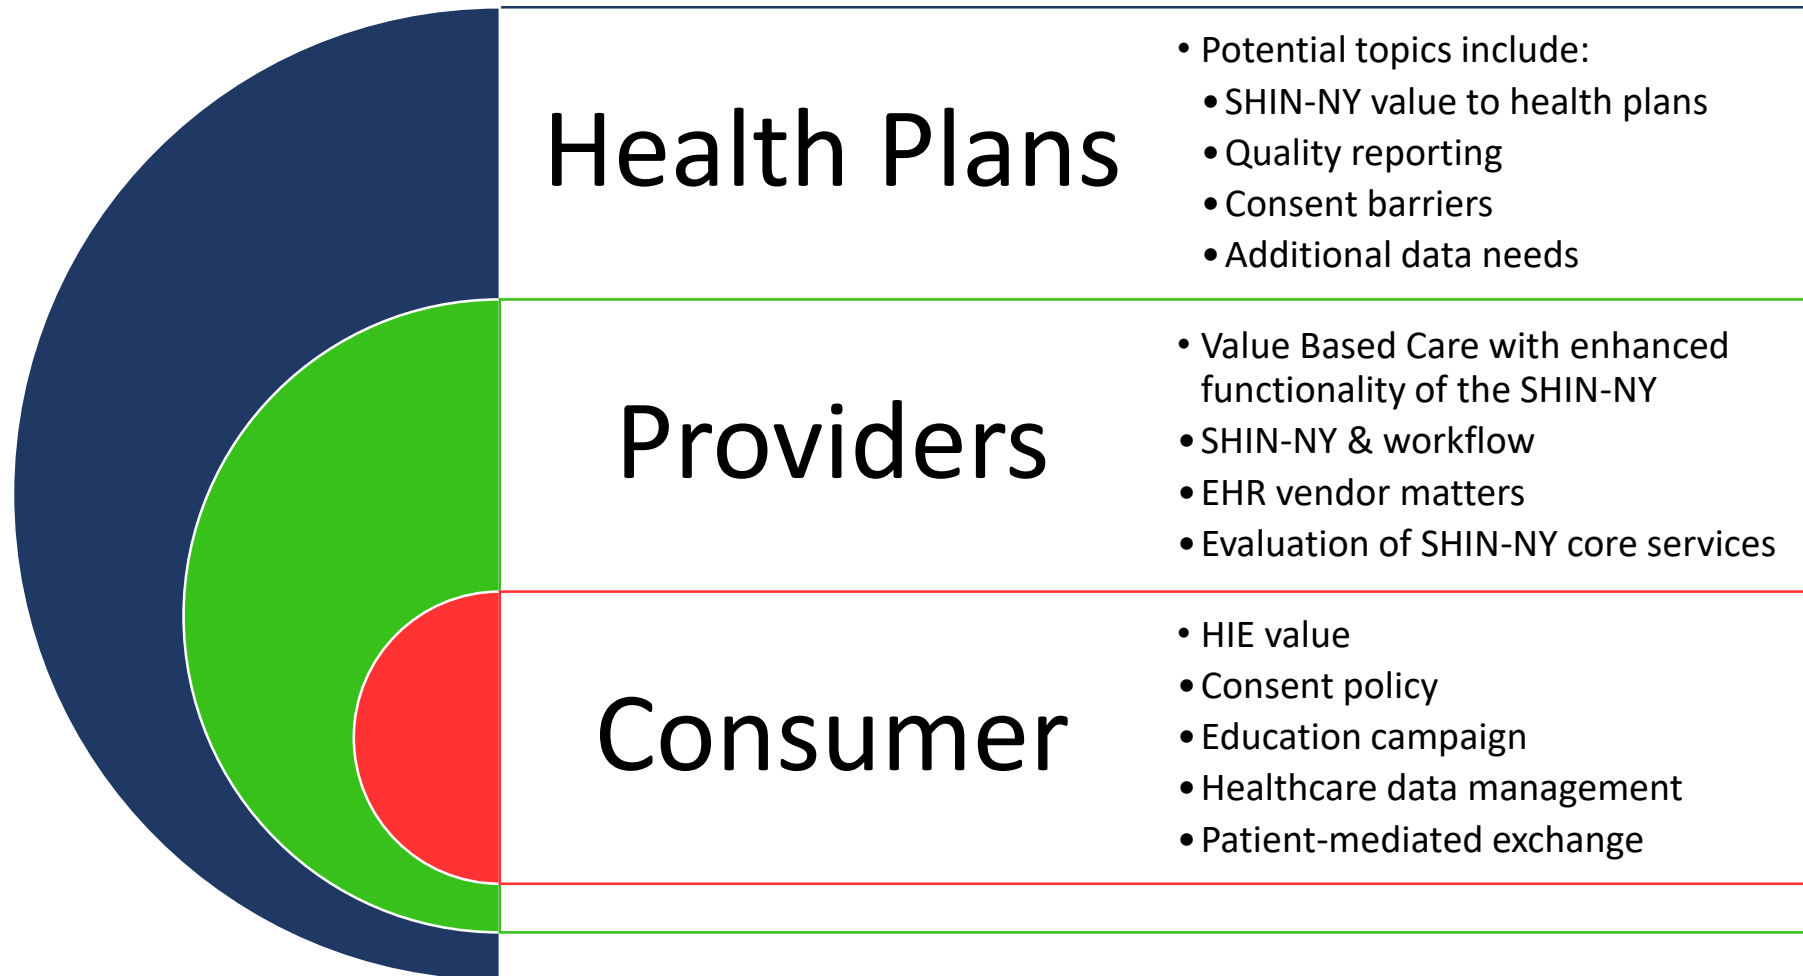 Health Plans
• Potential topics include:
• SHIN-NY value to health plans
• Quality reporting
• Consent barriers
• Additional data needs
Providers
• Value Based Care with enhanced
functionality of the SHIN-NY
• SHIN-NY & workflow
• EHR vendor matters
• Evaluation of SHIN-NY core services
Consumer
• HIE value
• Consent policy
• Education campaign
• Healthcare data management
• Patient-mediated exchange